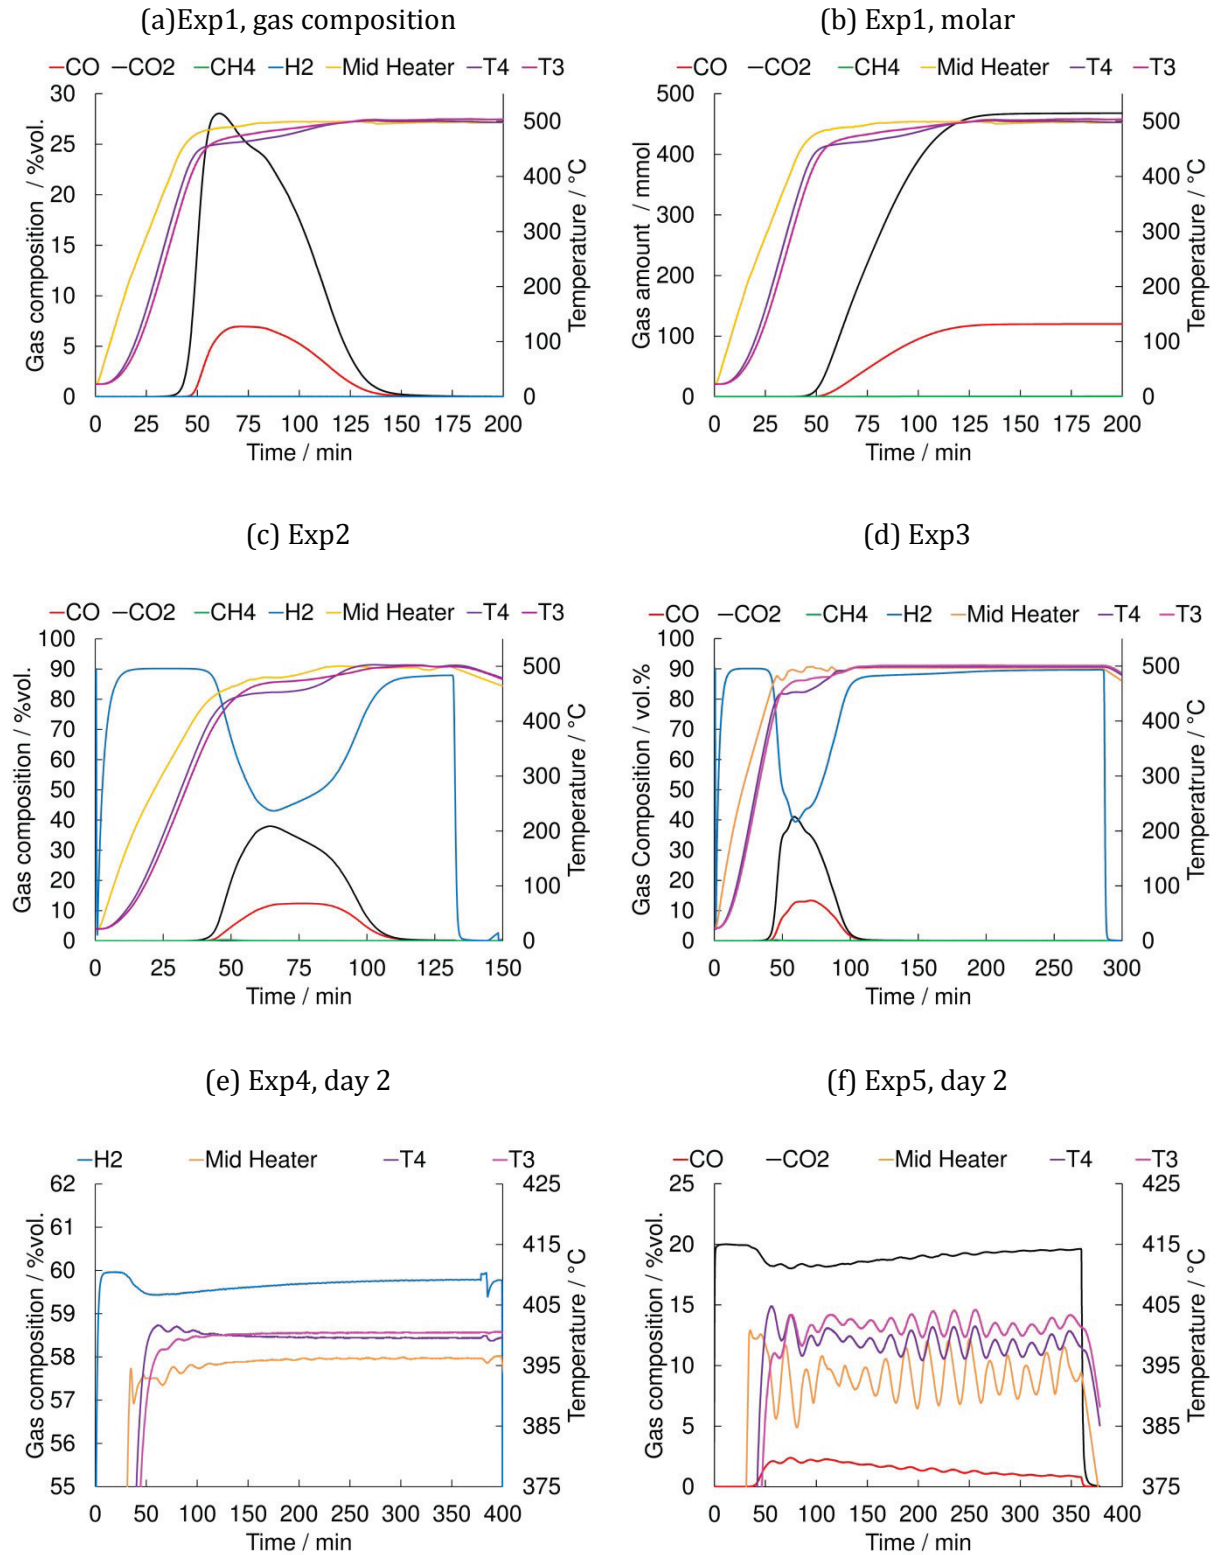 (a)Exp1, gas composition
CO CO2 CH4 H2 Mid Heater T4 T3
Gas composition / %vol.
30
25
20
15
10
5
0
500
400
300
200
100
0
Temperature / °C
0 25 50 75 100 125 150 175 200
Time / min
(b) Exp1, molar
CO CO2 CH4 Mid Heater T4 T3
Gas amount / mmol
500
400
300
200
100
0
500
400
300
200
100
0
Temperature / °C
0 25 50 75 100 125 150 175 200
Time / min
(c) Exp2
CO CO2 CH4 H2 Mid Heater T4 T3
Gas composition / %vol.
100
90
80
70
60
50
40
30
20
10
0
500
400
300
200
100
0
Temperature / °C
0 25 50 75 100 125 150
Time / min
(d) Exp3
CO CO2 CH4 H2 Mid Heater T4 T3
Gas Composition / vol.%
100
90
80
70
60
50
40
30
20
10
0
500
400
300
200
100
0
Temperatrure / °C
0 50 100 150 200 250 300
Time / min
(e) Exp4, day 2
H2 Mid Heater T4 T3
Gas composition / %vol.
62
61
60
59
58
57
56
55
425
415
405
395
385
375
Temperature / °C
0 50 100 150 200 250 300 350 400
Time / min
(f) Exp5, day 2
CO CO2 Mid Heater T4 T3
Gas composition / %vol.
25
20
15
10
5
0
425
415
405
395
385
375
Temperature / °C
0 50 100 150 200 250 300 350 400
Time / min